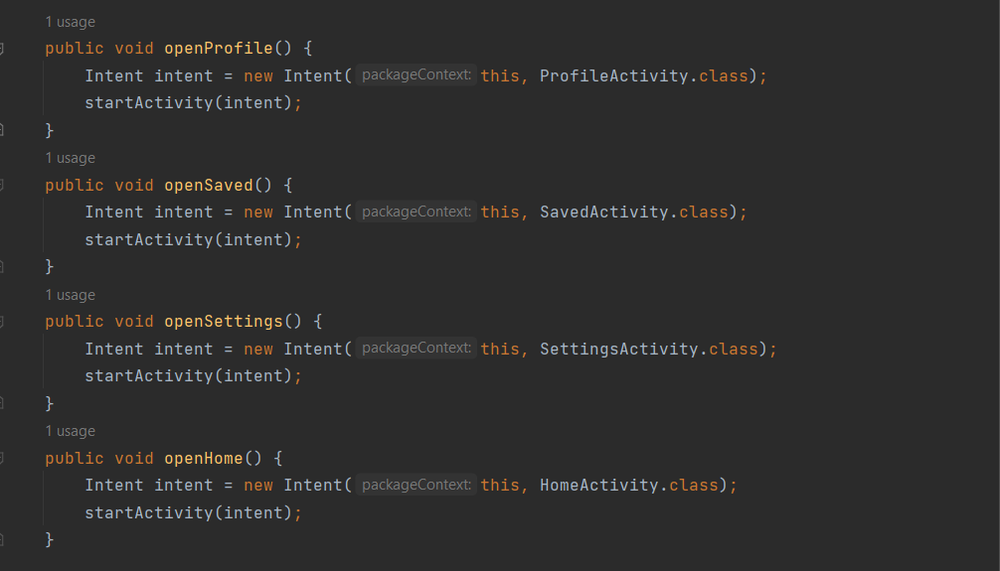 1 usage
public void openProfile() {
Intent intent = new Intent( packageContext: this, ProfileActivity.class);
startActivity(intent);
}
1 usage
public void openSaved() {
Intent intent = new Intent( packageContext: this, SavedActivity.class);
startActivity(intent);
}
1 usage
public void openSettings() {
Intent intent = new Intent( packageContext: this, SettingsActivity.class);
startActivity(intent);
}
1 usage
public void openHome() {
Intent intent = new Intent( packageContext: this, HomeActivity.class);
startActivity(intent);
}